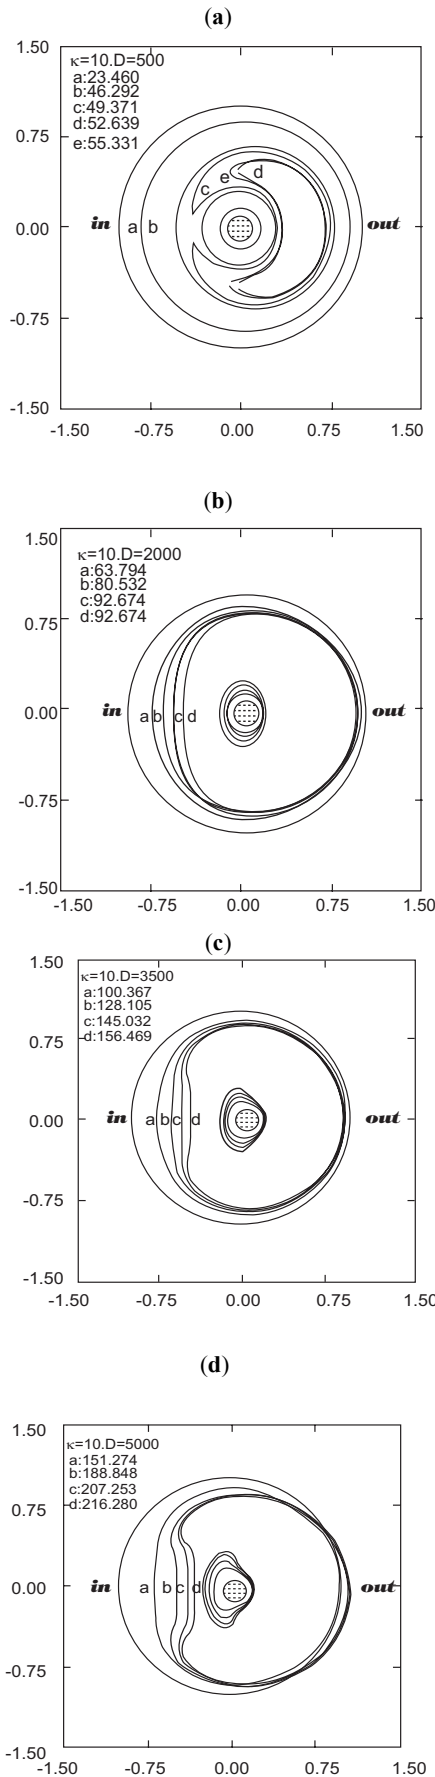 (a)
1.50
κ=10.D=500
a:23.460
b:46.292
c:49.371
d:52.639
e:55.331
0.75
e d
c
0.00
in a b out
-0.75
-1.50
-1.50 -0.75 0.00 0.75 1.50
(b)
1.50
κ=10.D=2000
a:63.794
b:80.532
c:92.674
d:92.674
0.75
0.00
in a b c d out
-0.75
-1.50
-1.50 -0.75 0.00 0.75 1.50
(c)
1.50
κ=10.D=3500
a:100.367
b:128.105
c:145.032
d:156.469
0.75
0.00
in a b c d out
-0.75
-1.50
-1.50 -0.75 0.00 0.75 1.50
(d)
1.50
κ=10.D=5000
a:151.274
b:188.848
c:207.253
d:216.280
0.75
0.00
in a b c d out
-0.75
-1.50
-1.50 -0.75 0.00 0.75 1.50